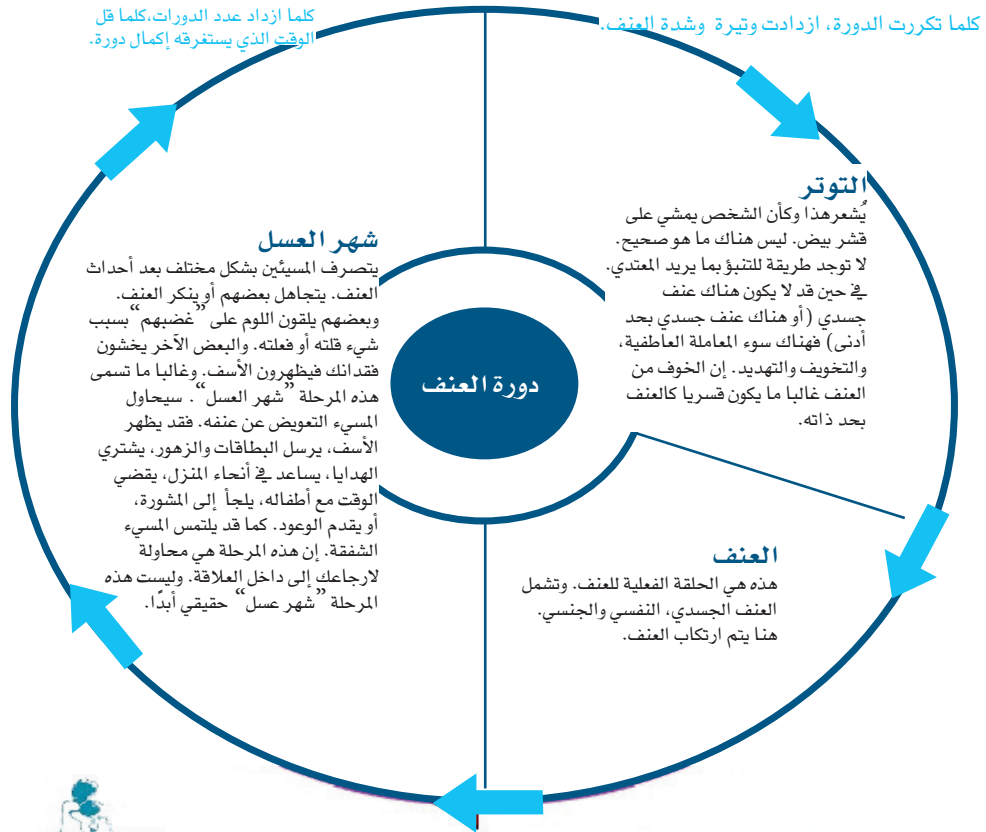 كلما تكررت الدورة، ازدادت وتيرة وشدة العنف.
كلما ازداد عدد الدورات،كلما قل
الوقت الذي يستغرقه إكمال دورة.
التوتر
يُشعرهذا وكأن الشخص يمشي على
قشر بيض. ليس هناك ما هو صحيح.
لا توجد طريقة للتنبؤ بما يريد المعتدي.
في حين قد لا يكون هناك عنف
جسدي (أو هناك عنف جسدي بحد
أدنى) فهناك سوء المعاملة العاطفية،
والتخويف والتهديد. إن الخوف من
العنف غالبا ما يكون قسريا كالعنف
بحد ذاته.
العنف
هذه هي الحلقة الفعلية للعنف. وتشمل
العنف الجسدي، النفسي والجنسي.
هنا يتم ارتكاب العنف.
شهر العسل
يتصرف المسيئين بشكل مختلف بعد أحداث
العنف. يتجاهل بعضهم أوينكر العنف.
وبعضهم يلقون اللوم على ”غضبهم“بسبب
شيء قلته أو فعلته. والبعض الآخر يخشون
فقدانك فيظهرون الأسف. وغالبا ما تسمى
هذه المرحلة ”شهر العسل“. سيحاول
المسيء التعويض عن عنفه. فقد يظهر
الأسف، يرسل البطاقات والزهور، يشتري
الهدايا، يساعد في أنحاء المنزل، يقضي
الوقت مع أطفاله، يلجأ إلى المشورة،
أو يقدم الوعود. كما قد يلتمس المسيء
الشفقة. إن هذه المرحلة هي محاولة
لارجاعك إلى داخل العلاقة. وليست هذه
المرحلة ”شهر عسل“ حقيقي أبدًا.
دورة العنف